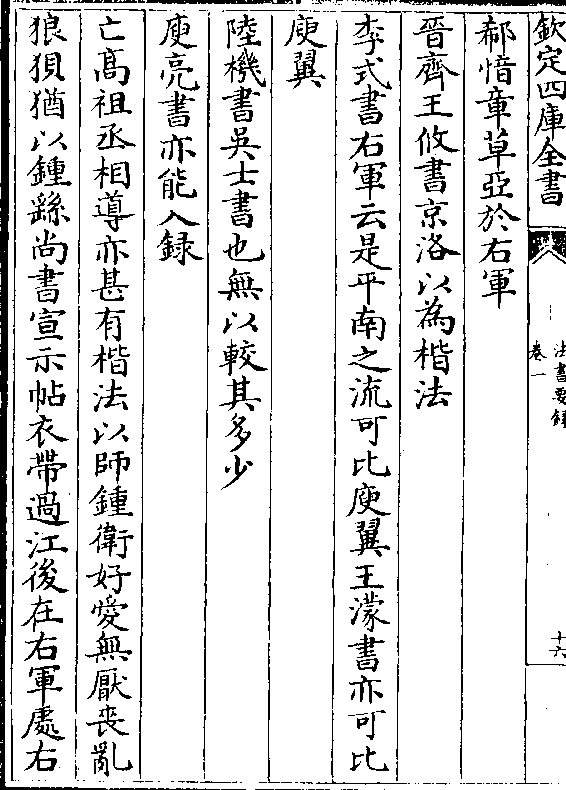 欽定四庫全書
法書要錄
卷一
十六
郗愔章草亞於右軍
晉齊王攸書京洛以為楷法
李式書右軍云是平南之流可比庾翼王濛書亦可比
庾翼
陸機書吳士書也無以較其多少
庾亮書亦能入録
亡髙祖丞相導亦甚有楷法以師鍾衛好愛無厭喪亂
狼狽猶以鍾繇尚書宣示帖衣帶過江後在右軍處右